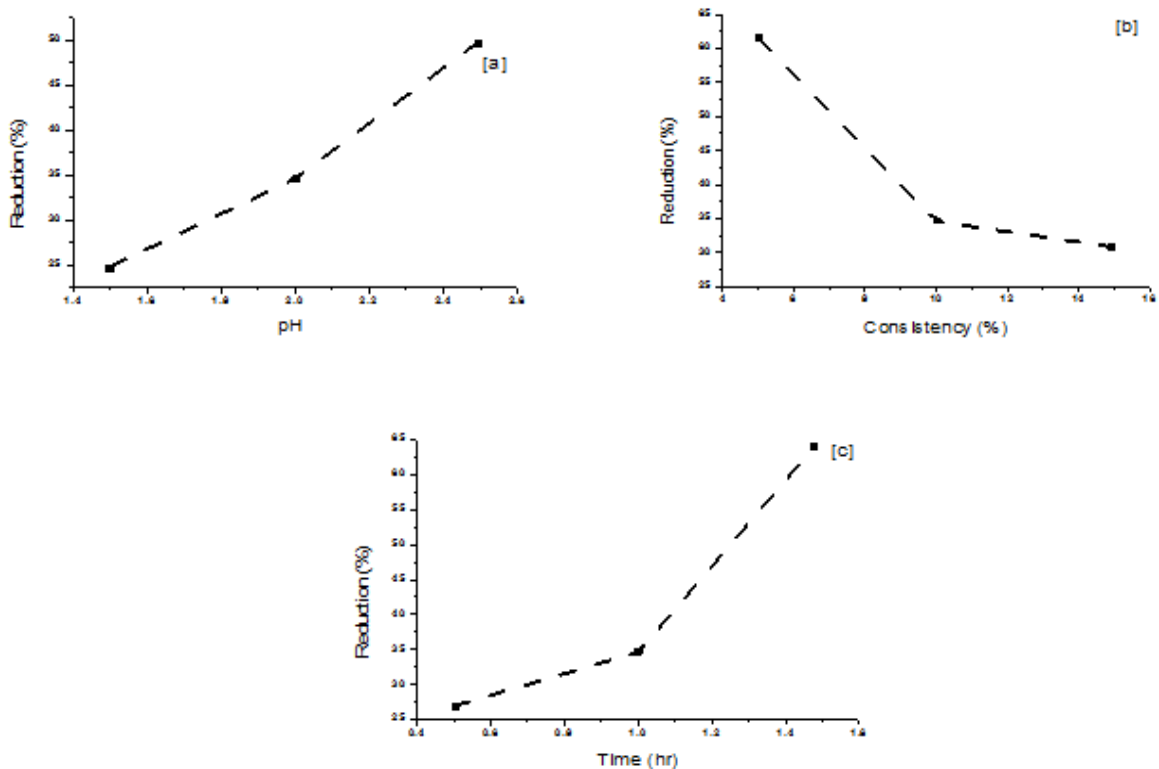 50
45
40
35
30
25
Reduction (%)
1.4 1.6 1.8 2.0 2.2 2.4 2.6
pH
[a]
65
60
55
50
45
40
35
30
25
Reduction (%)
4 6 8 10 12 14 16
Consistency (%)
[b]
65
60
55
50
45
40
35
30
25
Reduction (%)
0.4 0.6 0.8 1.0 1.2 1.4 1.6
Time (hr)
[c]